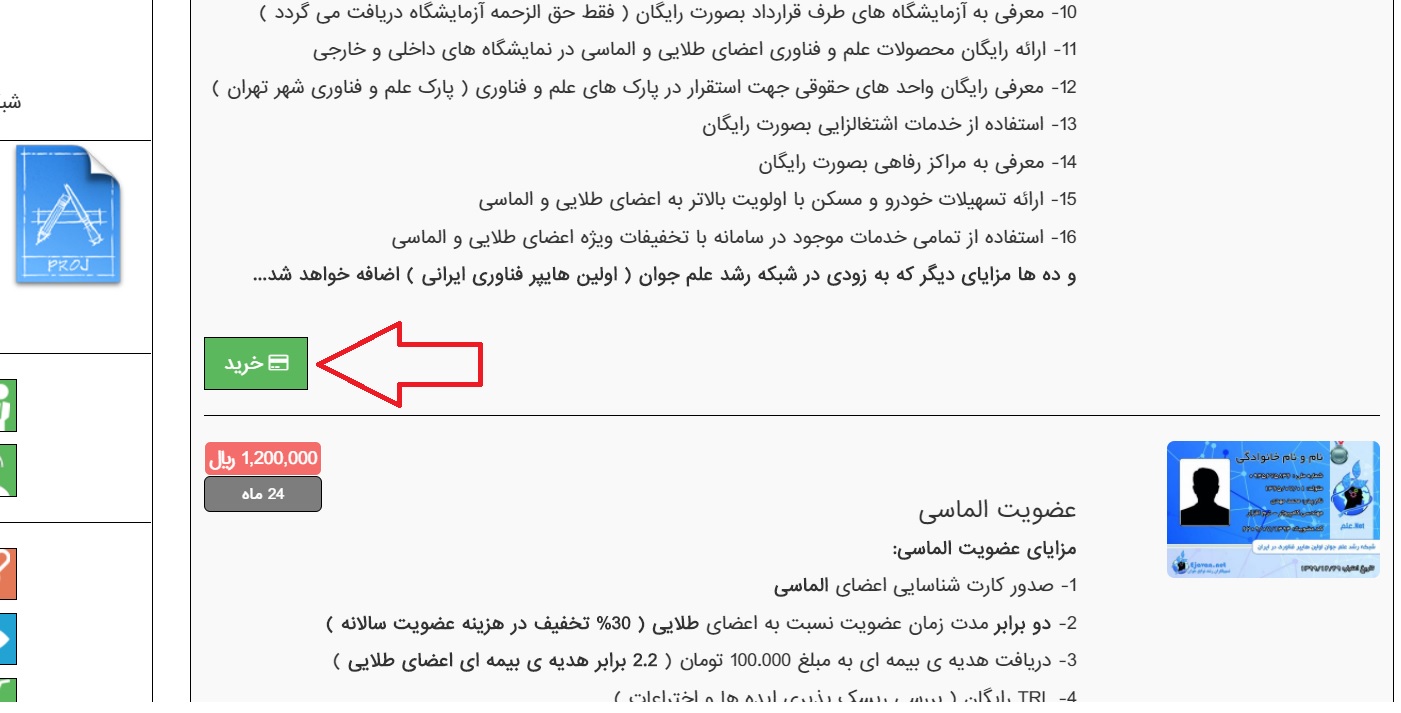 10- معرفی به آزمایشگاه های طرف قرارداد بصورت رایگان ( فقط حق الزحمه آزمایشگاه دریافت می گردد )
11- ارائه رایگان محصولات علم و فناوری اعضای طلایی و الماسی در نمایشگاه های داخلی و خارجی
12- معرفی رایگان واحد های حقوقی جهت استقرار در پارک های علم و فناوری ( پارک علم و فناوری شهر تهران )
13- استفاده از خدمات اشتغالزایی بصورت رایگان
14- معرفی به مراکز رفاهی بصورت رایگان
15- ارائه تسهیلات خودرو و مسکن با اولویت بالاتر به اعضای طلایی و الماسی
16- استفاده از تمامی خدمات موجود در سامانه با تخفیفات ویژه اعضای طلایی و الماسی
و ده ها مزایای دیگر که به زودی در شبکه رشد علم جوان ( اولین هایپر فناوری ایرانی ) اضافه خواهد شد...
خرید
PROJ
1,200,000 ریال
24 ماه
نام و نام خانوادگی
شبکه رشد علم جوان اولین هایپر فناوری در ایران
Ejavan.net
عضویت الماسی
مزایای عضویت الماسی:
1- صدور کارت شناسایی اعضای الماسی
2- دو برابر مدت زمان عضویت نسبت به اعضای طلایی ( 30% تخفیف در هزینه عضویت سالانه )
3- دریافت هدیه ی بیمه ای به مبلغ 100.000 تومان ( 2.2 برابر هدیه ی بیمه ای اعضای طلایی )
4- TRL رایگان ( بررسی ریسک پذیری ایده ها و اختراعات )